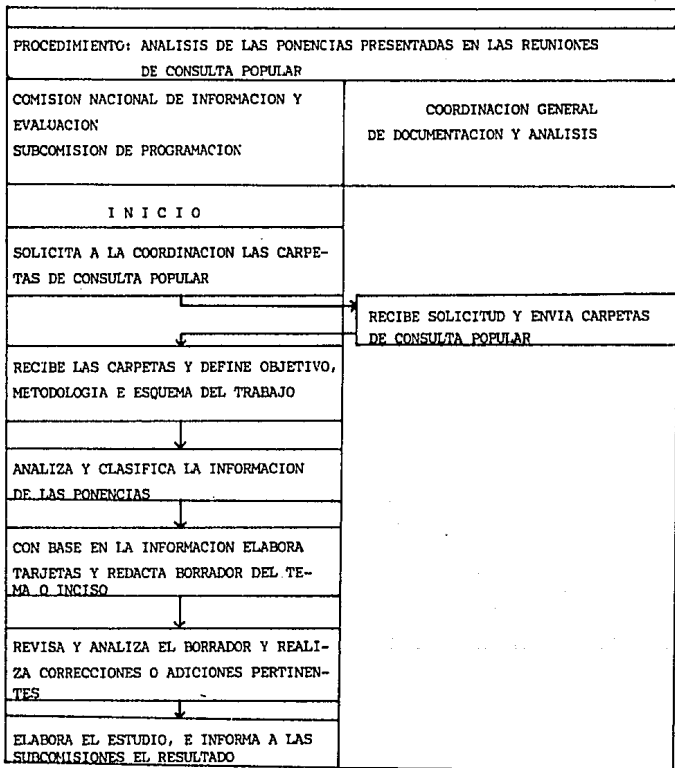 PROCEDIMIENTO: ANALISIS DE LAS PONENCIAS PRESENTADAS EN LAS REUNIONES
DE CONSULTA POPULAR
COMISION NACIONAL DE INFORMACION Y
EVALUACION
SUBCOMISION DE PROGRAMACION
COORDINACION GENERAL
DE DOCUMENTACION Y ANALISIS
I N I C I O
SOLICITA A LA COORDINACION LAS CARPE-
TAS DE CONSULTA POPULAR
RECIBE SOLICITUD Y ENVIA CARPETAS
DE CONSULTA POPULAR
RECIBE LAS CARPETAS Y DEFINE OBJETIVO,
METODOLOGIA E ESQUEMA DEL TRABAJO
ANALIZA Y CLASIFICA LA INFORMACION
DE LAS PONENCIAS
CON BASE EN LA INFORMACION ELABORA
TARJETAS Y REDACTA BORRADOR DEL TE-
MA O INCISO
REVISA Y ANALIZA EL BORRADOR Y REALI-
ZA CORRECCIONES O ADICIONES PERTINEN-
TES
ELABORA EL ESTUDIO, E INFORMA A LAS
SUBCOMISIONES EL RESULTADO